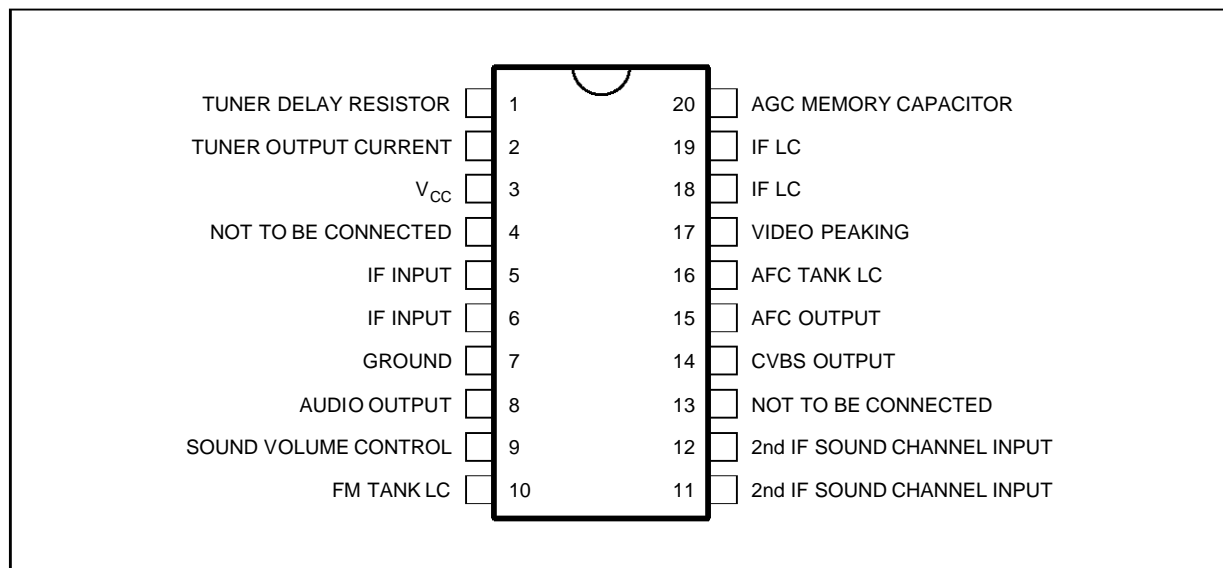 TUNER DELAY RESISTOR 1 20 AGC MEMORY CAPACITOR
TUNER OUTPUT CURRENT 2 19 IF LC
VCC 3 18 IF LC
NOT TO BE CONNECTED 4 17 VIDEO PEAKING
IF INPUT 5 16 AFC TANK LC
IF INPUT 6 15 AFC OUTPUT
GROUND 7 14 CVBS OUTPUT
AUDIO OUTPUT 8 13 NOT TO BE CONNECTED
SOUND VOLUME CONTROL 9 12 2nd IF SOUND CHANNEL INPUT
FM TANK LC 10 11 2nd IF SOUND CHANNEL INPUT